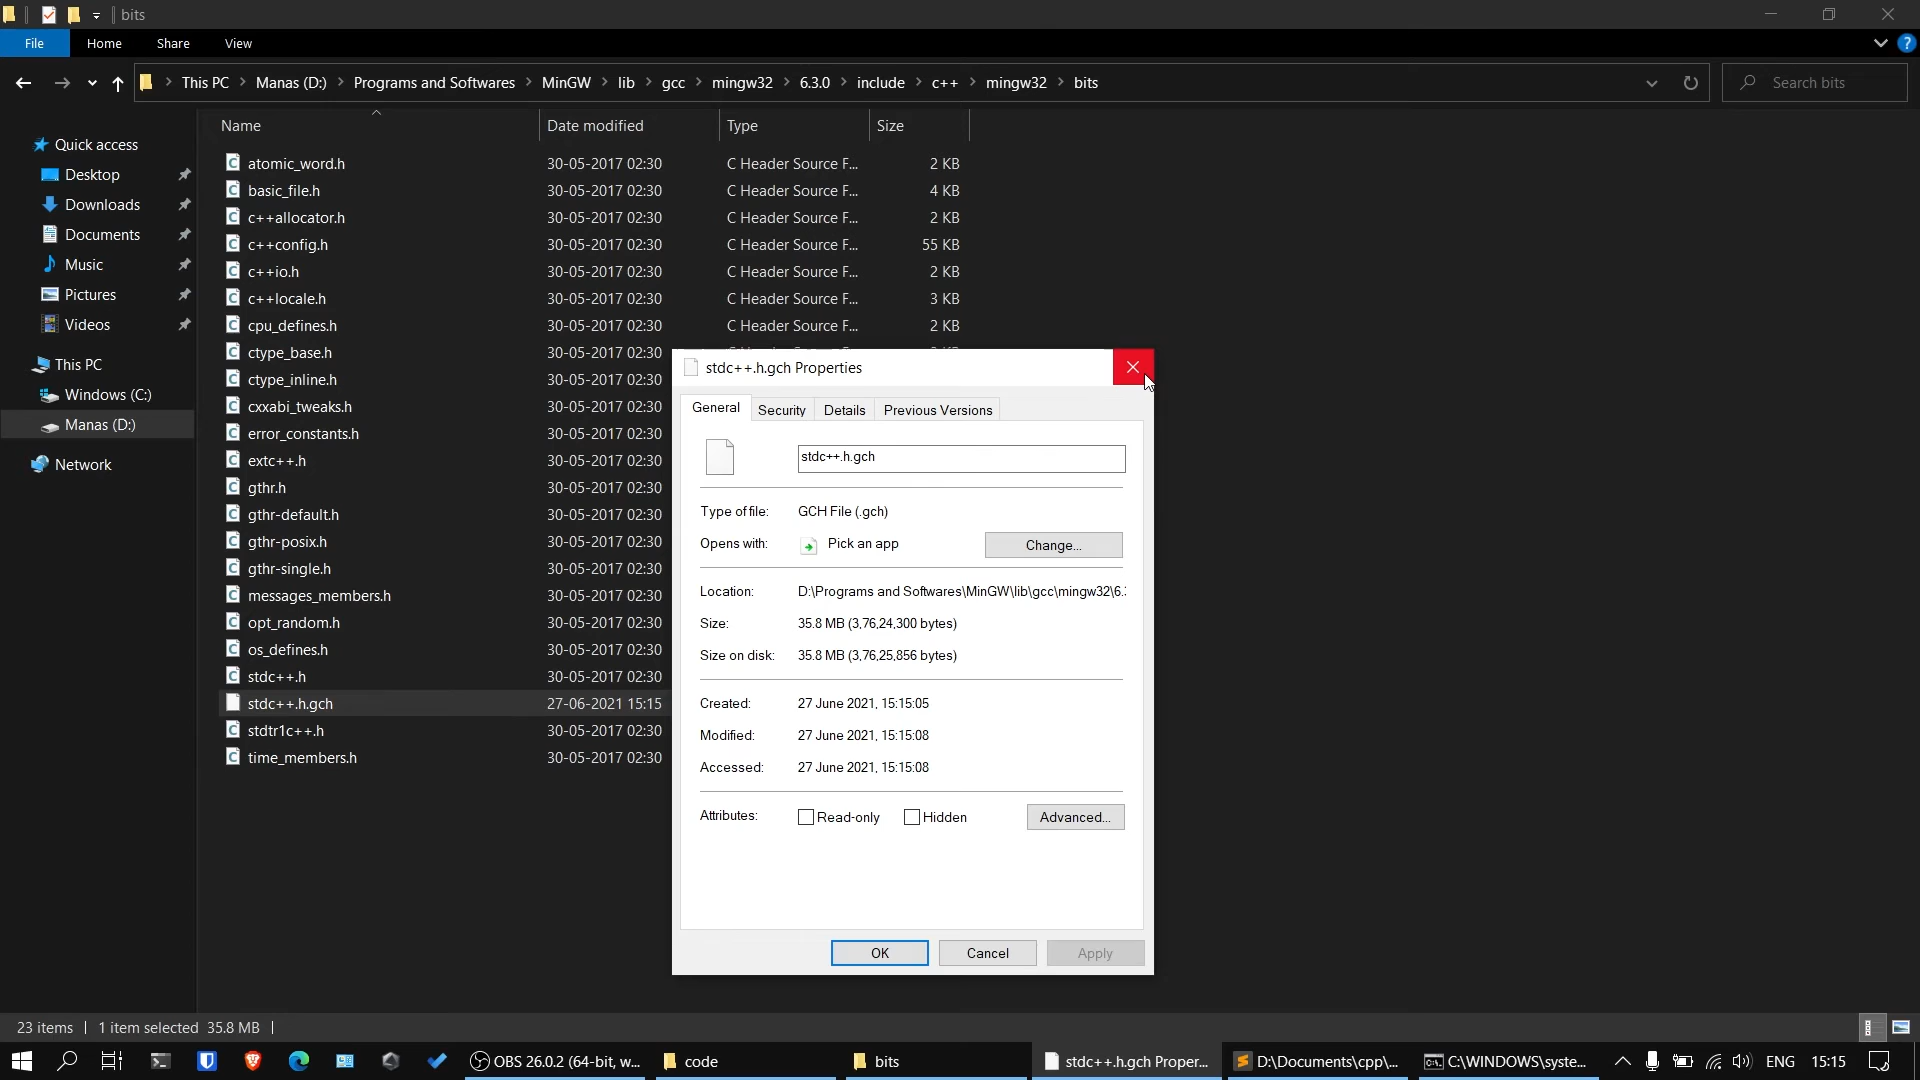 bits
File Home Share View
This PC Manas (D:) Programs and Softwares MinGW lib gcc mingw32 6.3.0 include c++ mingw32 bits
Search bits
Name Date modified Type Size
Quick access
Desktop
Downloads
Documents
Music
Pictures
Videos
This PC
Windows (C:)
Manas (D:)
Network
atomic_word.h 30-05-2017 02:30 C Header Source F... 2 KB
basic_file.h 30-05-2017 02:30 C Header Source F... 4 KB
c++allocator.h 30-05-2017 02:30 C Header Source F... 2 KB
c++config.h 30-05-2017 02:30 C Header Source F... 55 KB
c++io.h 30-05-2017 02:30 C Header Source F... 2 KB
c++locale.h 30-05-2017 02:30 C Header Source F... 3 KB
cpu_defines.h 30-05-2017 02:30 C Header Source F... 2 KB
ctype_base.h 30-05-2017 02:30
ctype_inline.h 30-05-2017 02:30
cxxabi_tweaks.h 30-05-2017 02:30
error_constants.h 30-05-2017 02:30
extc++.h 30-05-2017 02:30
gthr.h 30-05-2017 02:30
gthr-default.h 30-05-2017 02:30
gthr-posix.h 30-05-2017 02:30
gthr-single.h 30-05-2017 02:30
messages_members.h 30-05-2017 02:30
opt_random.h 30-05-2017 02:30
os_defines.h 30-05-2017 02:30
stdc++.h 30-05-2017 02:30
stdc++.h.gch 27-06-2021 15:15
stdtr1c++.h 30-05-2017 02:30
time_members.h 30-05-2017 02:30
stdc++.h.gch Properties
General Security Details Previous Versions
stdc++.h.gch
Type of file: GCH File (.gch)
Opens with: Pick an app Change...
Location: D:\Programs and Softwares\MinGW\lib\gcc\mingw32\6.
Size: 35.8 MB (3,76,24,300 bytes)
Size on disk: 35.8 MB (3,76,25,856 bytes)
Created: 27 June 2021, 15:15:05
Modified: 27 June 2021, 15:15:08
Accessed: 27 June 2021, 15:15:08
Attributes: Read-only Hidden Advanced...
OK Cancel Apply
23 items 1 item selected 35.8 MB
OBS 26.0.2 (64-bit, w... code bits stdc++.h.gch Proper... D:\Documents\cpp\... C:\WINDOWS\syste... ENG 15:15